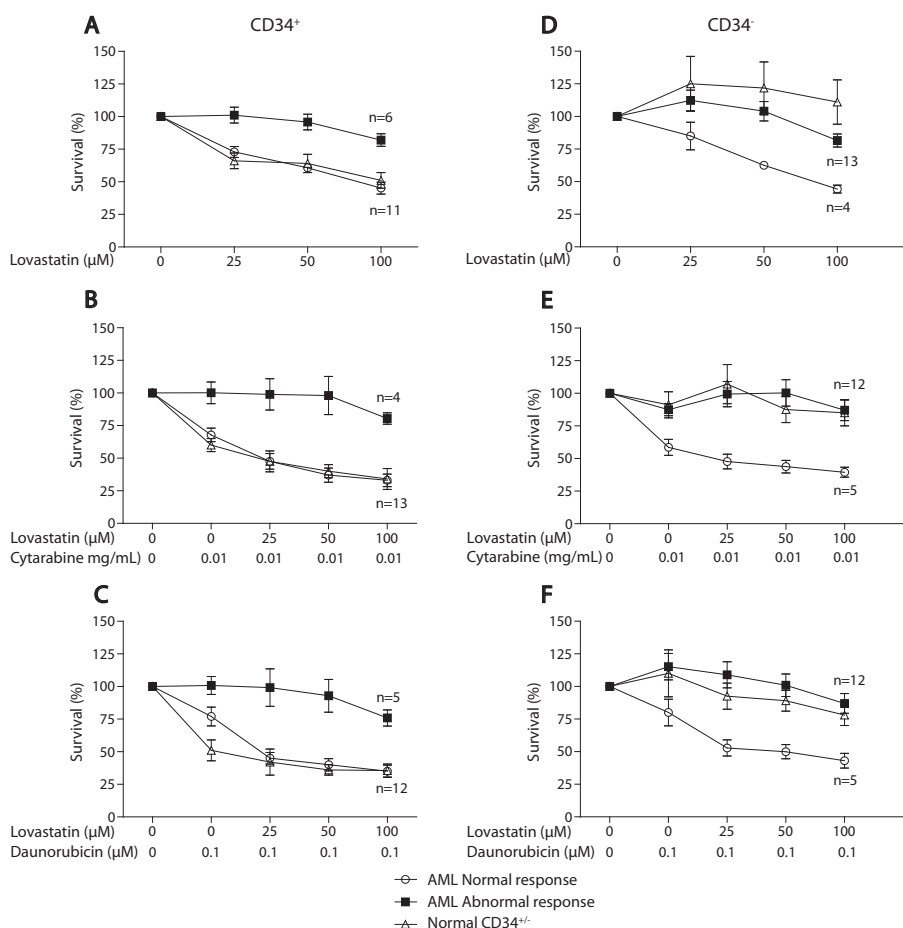 A
CD34+
150
125
100
75
50
25
0
Survival (%)
n=6
n=11
Lovastatin (μM)
0 25 50 100
D
CD34-
150
125
100
75
50
25
0
Survival (%)
n=13
n=4
Lovastatin (μM)
0 25 50 100
B
150
125
100
75
50
25
0
Survival (%)
n=4
n=13
Lovastatin (μM) 0 0 25 50 100
Cytarabine mg/mL) 0 0.01 0.01 0.01 0.01
E
150
125
100
75
50
25
0
Survival (%)
n=12
n=5
Lovastatin (μM) 0 0 25 50 100
Cytarabine (mg/mL) 0 0.01 0.01 0.01 0.01
C
150
125
100
75
50
25
0
Survival (%)
n=5
n=12
Lovastatin (μM) 0 0 25 50 100
Daunorubicin (μM) 0 0.1 0.1 0.1 0.1
F
150
125
100
75
50
25
0
Survival (%)
n=12
n=5
Lovastatin (μM) 0 0 25 50 100
Daunorubicin (μM) 0 0.1 0.1 0.1 0.1
AML Normal response
AML Abnormal response
Normal CD34+/-